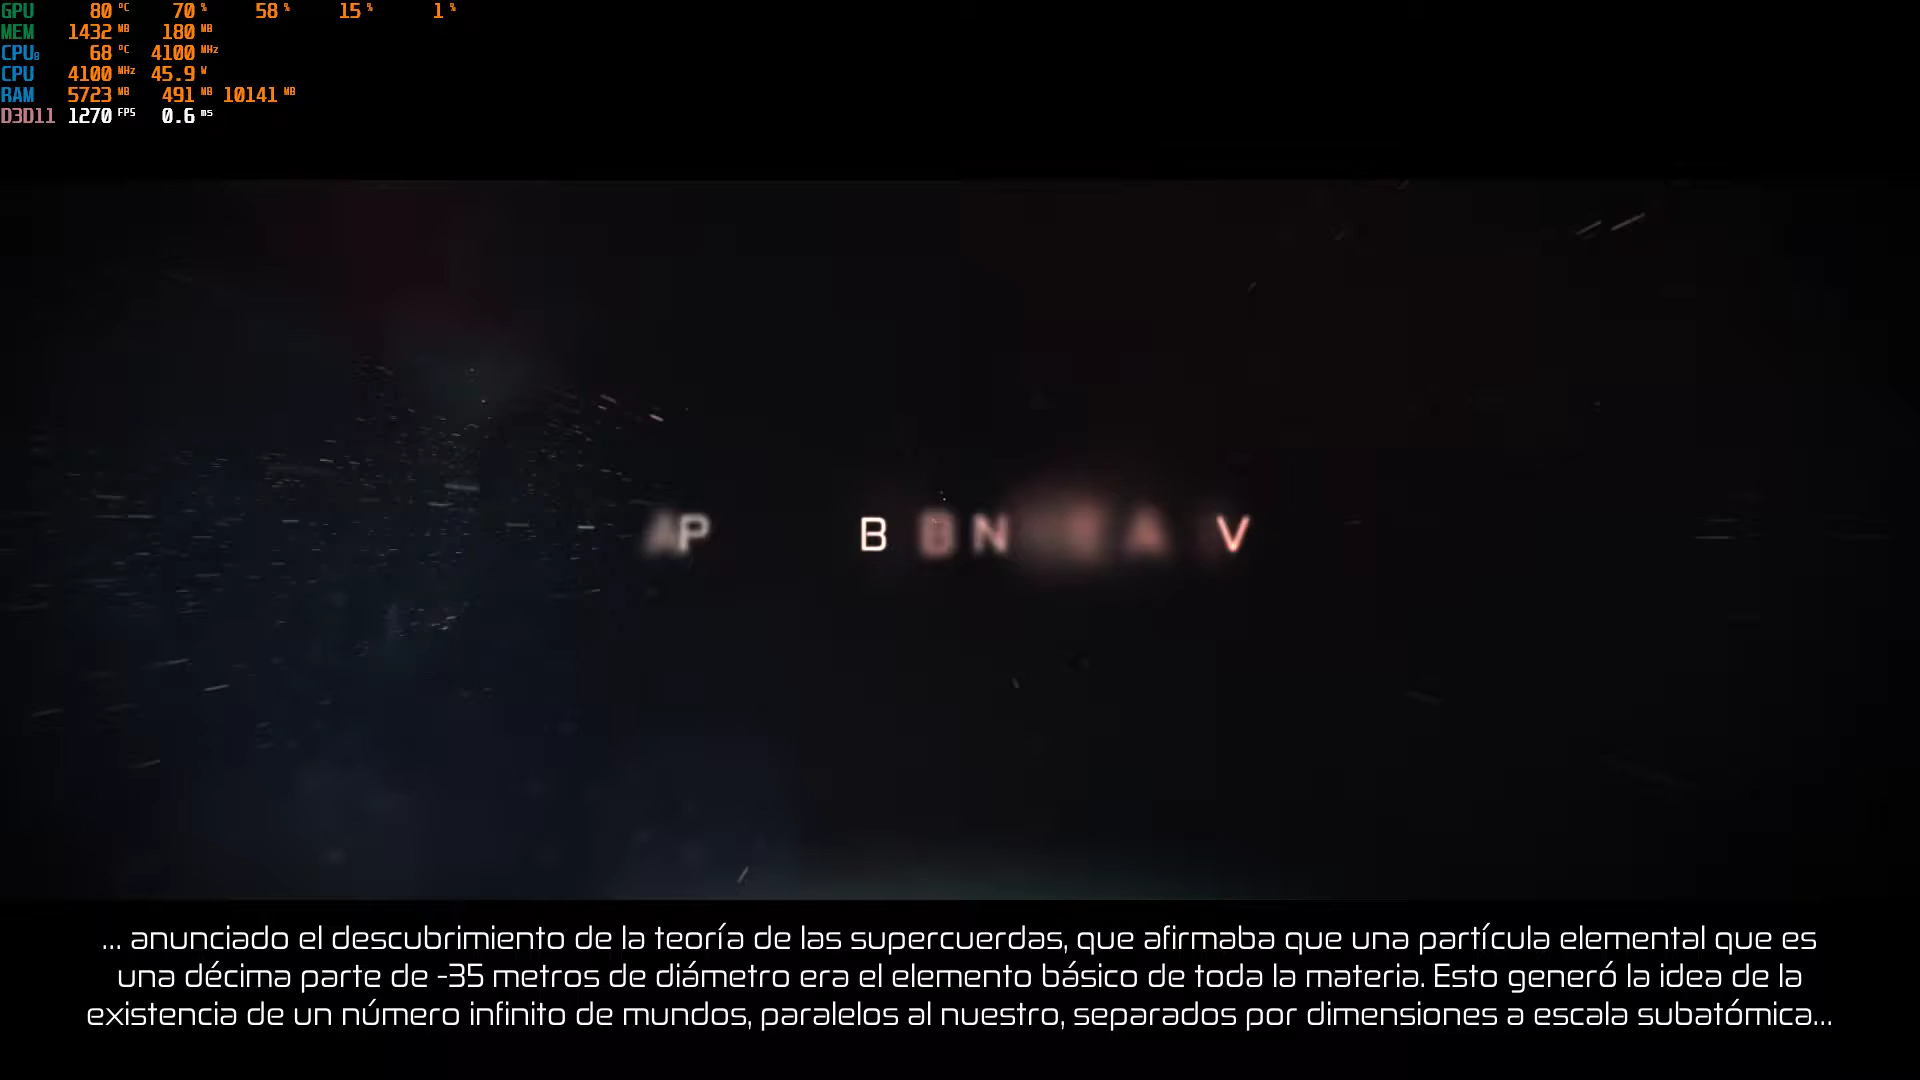 GPU 80 °C 70 % 58 % 15 % 1 %
MEM 1432 MB 180 MB
CPU8 68 °C 4100 MHz
CPU 4100 MHz 45.9 W
RAM 5723 MB 491 MB 10141 MB
D3D11 1270 FPS 0.6 ms
AP B N A V
... anunciado el descubrimiento de la teoría de las supercuerdas, que afirmaba que una partícula elemental que es
una décima parte de -35 metros de diámetro era el elemento básico de toda la materia. Esto generó la idea de la
existencia de un número infinito de mundos, paralelos al nuestro, separados por dimensiones a escala subatómica...